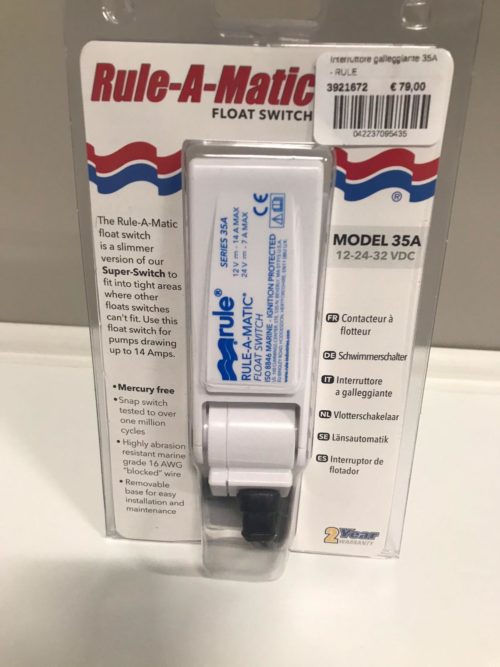 Rule-A-Matic
FLOAT SWITCH
Interruttore galleggiante 35A
- RULE
3921672 € 79,00
042237095435
®
The Rule-A-Matic
float switch
is a slimmer
version of our
Super-Switch to
fit into tight areas
where other
floats switches
can't fit. Use this
float switch for
pumps drawing
up to 14 Amps.
• Mercury free
• Snap switch
tested to over
one million
cycles
• Highly abrasion
resistant marine
grade 16 AWG
"blocked" wire
• Removable
base for easy
installation and
maintenance
rule®
RULE-A-MATIC®
FLOAT SWITCH
SERIES 35A
12 V ⎓ 14 A MAX
24 V ⎓ 7 A MAX
CE
ISO 8846 MARINE - IGNITION PROTECTED
MODEL 35A
12-24-32 VDC
FR Contacteur à
flotteur
DE Schwimmerschalter
IT Interruttore
a galleggiante
NL Vlotterschakelaar
SE Länsautomatik
ES Interruptor de
flotador
2 Year
WARRANTY